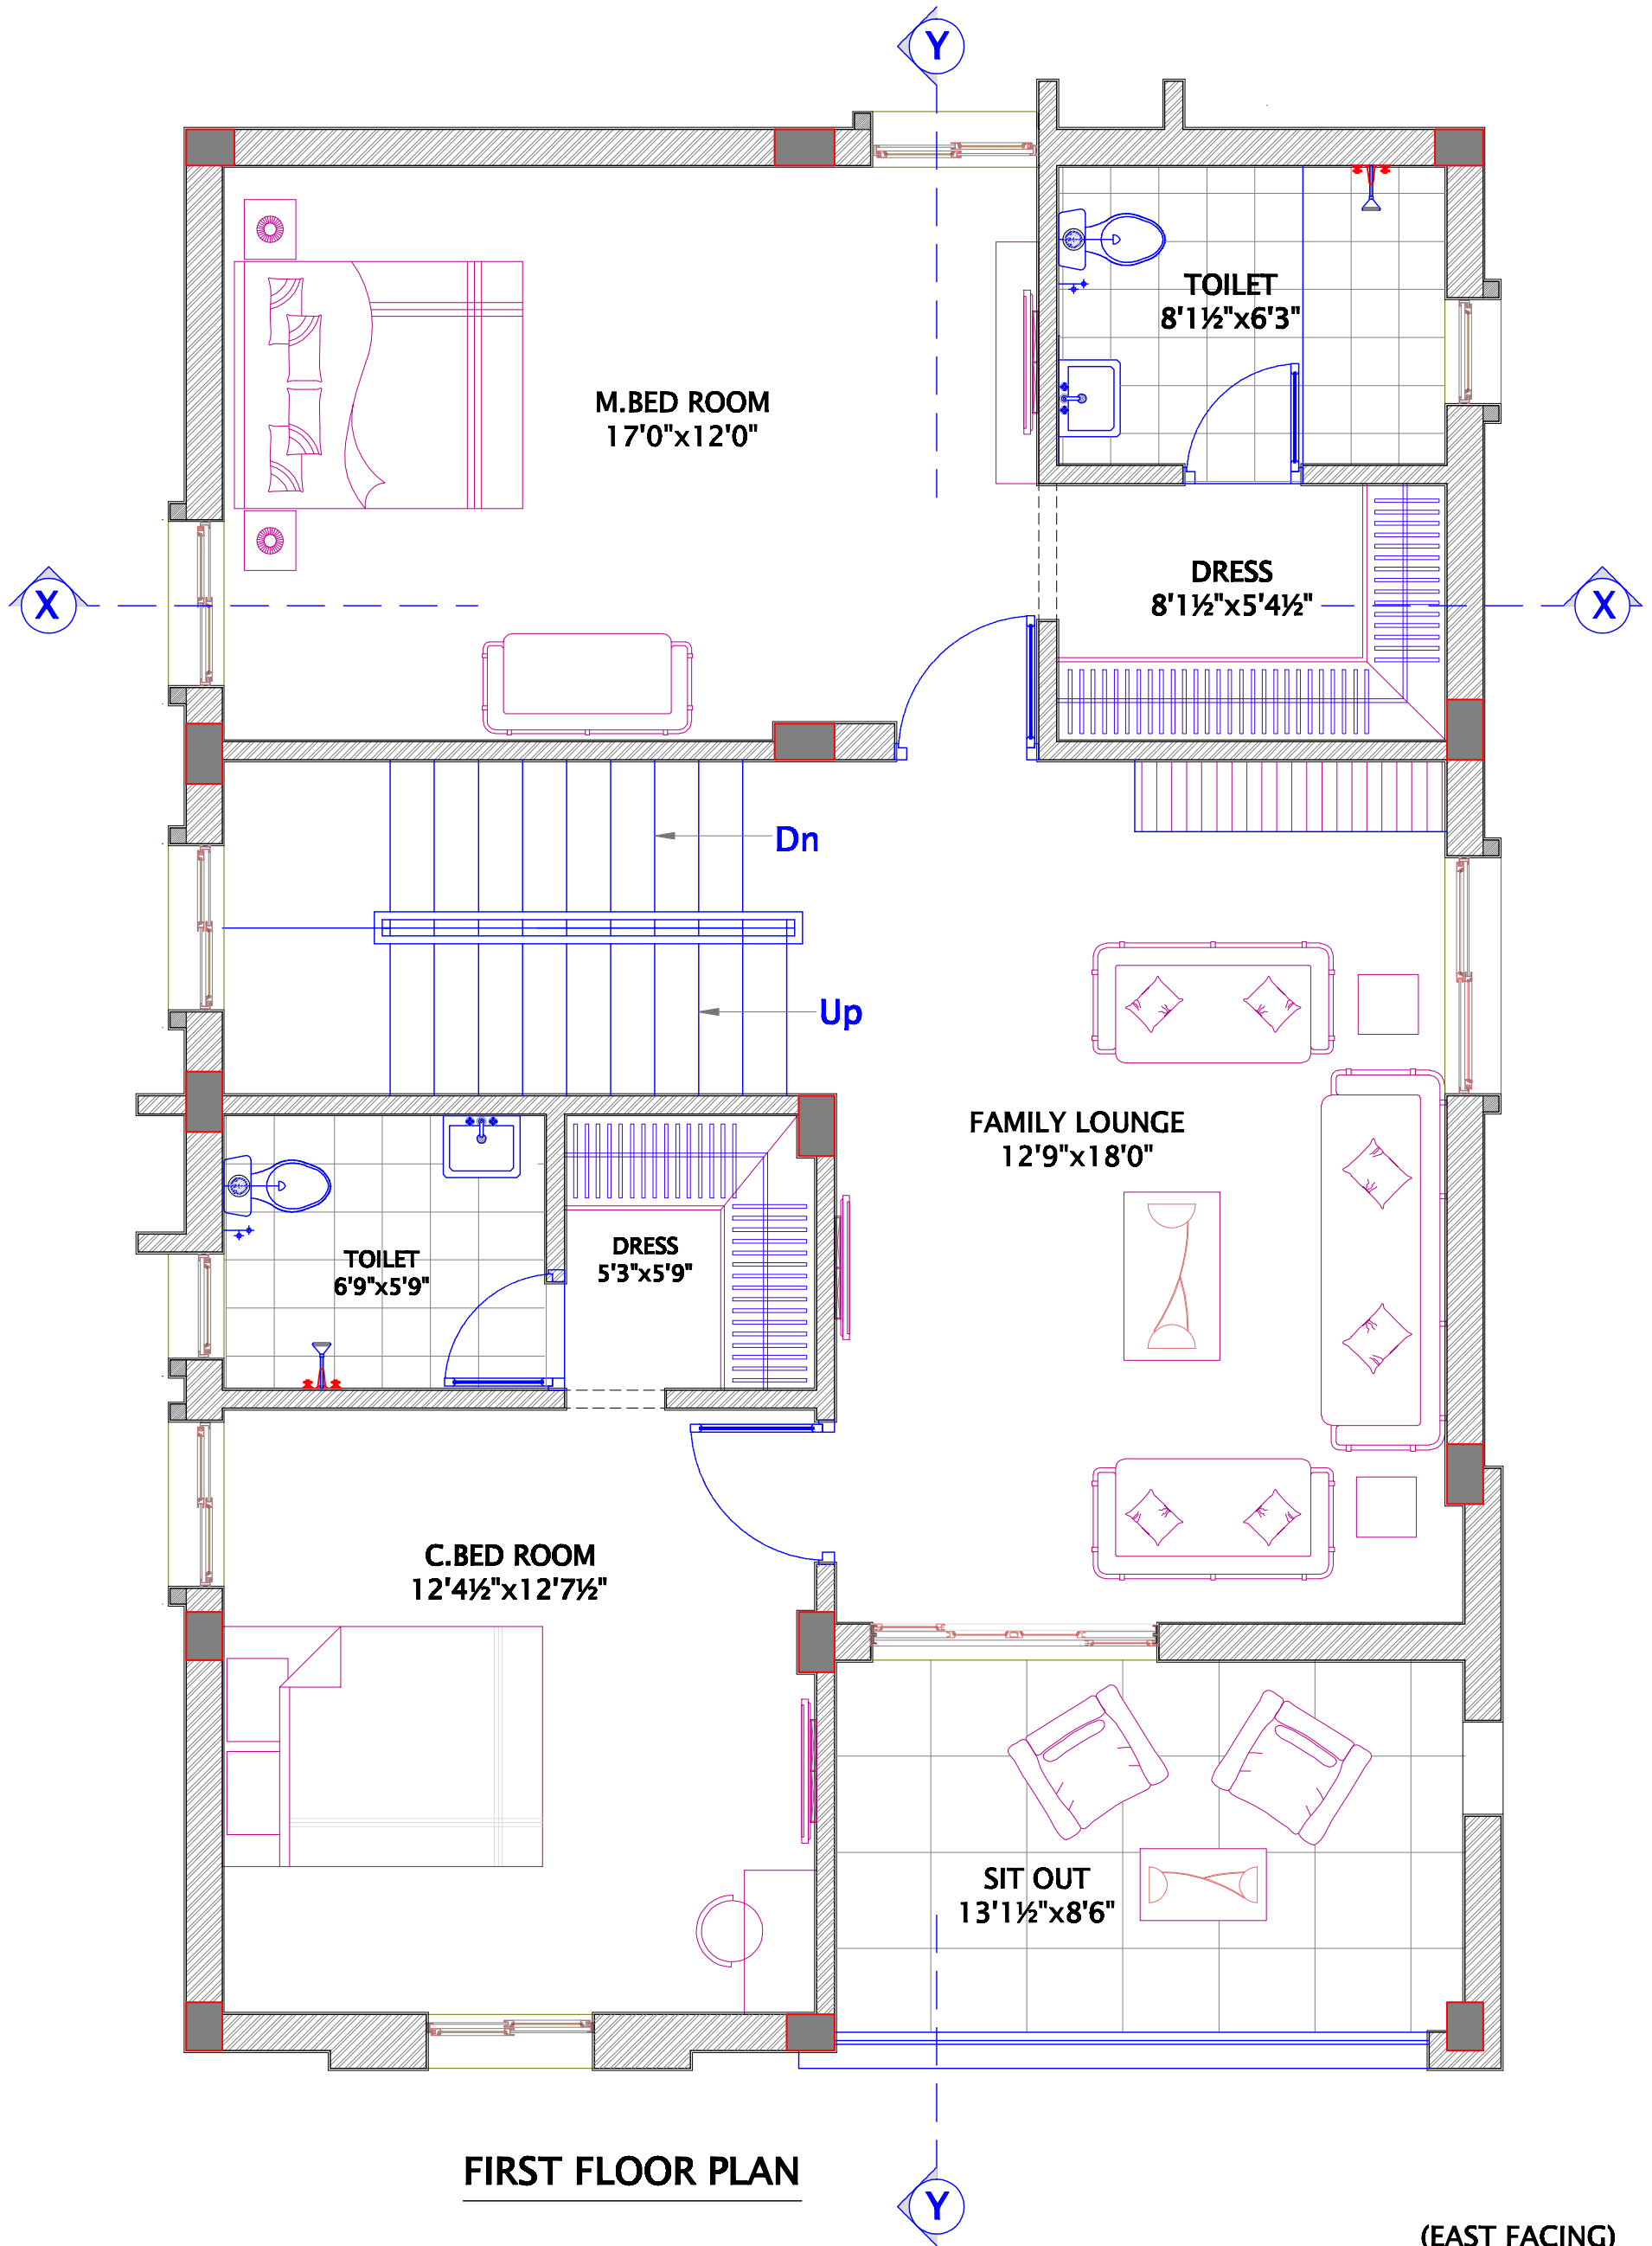 Y
TOILET
8'1½"x6'3"
M.BED ROOM
17'0"x12'0"
X
DRESS
8'1½"x5'4½"
X
Dn
Up
FAMILY LOUNGE
12'9"x18'0"
TOILET
6'9"x5'9"
DRESS
5'3"x5'9"
C.BED ROOM
12'4½"x12'7½"
SIT OUT
13'1½"x8'6"
FIRST FLOOR PLAN
Y
(EAST FACING)